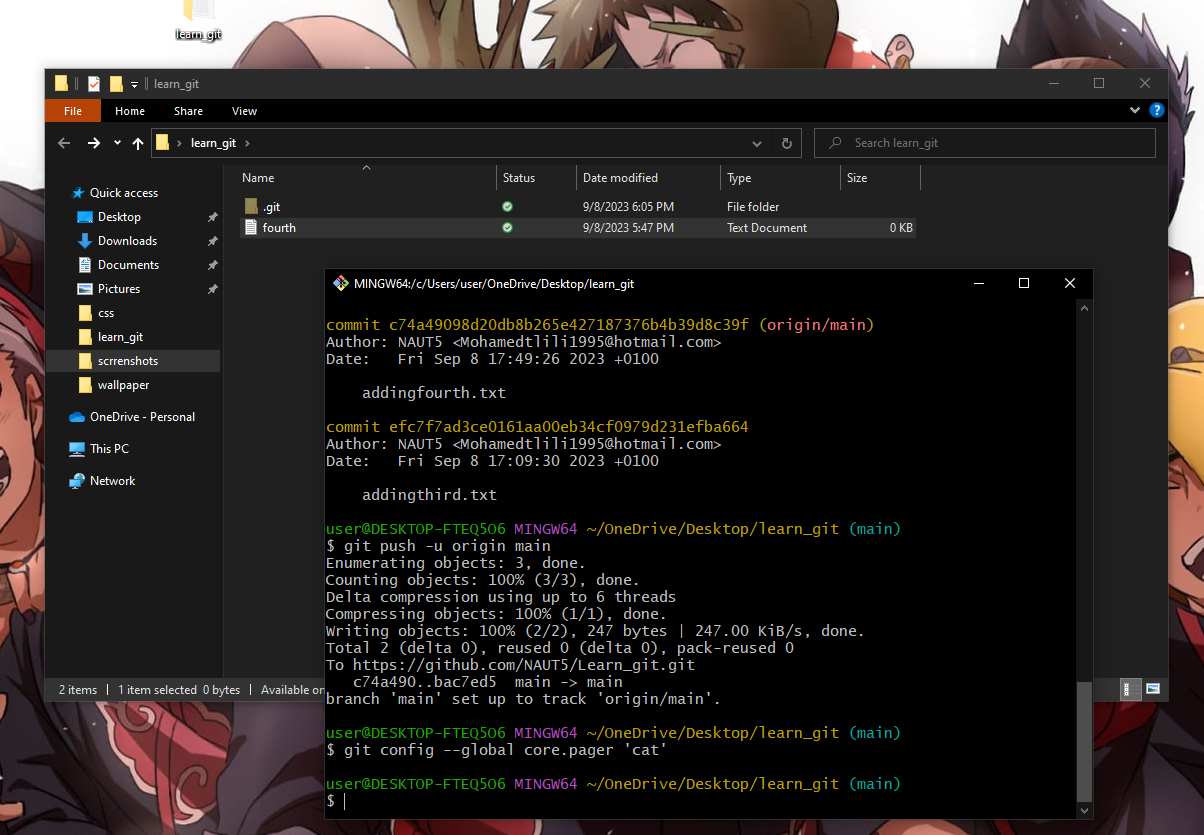 learn_git
learn_git
File Home Share View
learn_git
Search learn_git
Name Status Date modified Type Size
Quick access
Desktop
Downloads
Documents
Pictures
css
learn_git
scrrenshots
wallpaper
OneDrive - Personal
This PC
Network
.git 9/8/2023 6:05 PM File folder
fourth 9/8/2023 5:47 PM Text Document 0 KB
2 items 1 item selected 0 bytes Available on
MINGW64:/c/Users/user/OneDrive/Desktop/learn_git
commit c74a49098d20db8b265e427187376b4b39d8c39f (origin/main)
Author: NAUT5 <Mohamedtlili1995@hotmail.com>
Date: Fri Sep 8 17:49:26 2023 +0100
addingfourth.txt
commit efc7f7ad3ce0161aa00eb34cf0979d231efba664
Author: NAUT5 <Mohamedtlili1995@hotmail.com>
Date: Fri Sep 8 17:09:30 2023 +0100
addingthird.txt
user@DESKTOP-FTEQ5O6 MINGW64 ~/OneDrive/Desktop/learn_git (main)
$ git push -u origin main
Enumerating objects: 3, done.
Counting objects: 100% (3/3), done.
Delta compression using up to 6 threads
Compressing objects: 100% (1/1), done.
Writing objects: 100% (2/2), 247 bytes | 247.00 KiB/s, done.
Total 2 (delta 0), reused 0 (delta 0), pack-reused 0
To https://github.com/NAUT5/Learn_git.git
c74a490..bac7ed5 main -> main
branch 'main' set up to track 'origin/main'.
user@DESKTOP-FTEQ5O6 MINGW64 ~/OneDrive/Desktop/learn_git (main)
$ git config --global core.pager 'cat'
user@DESKTOP-FTEQ5O6 MINGW64 ~/OneDrive/Desktop/learn_git (main)
$